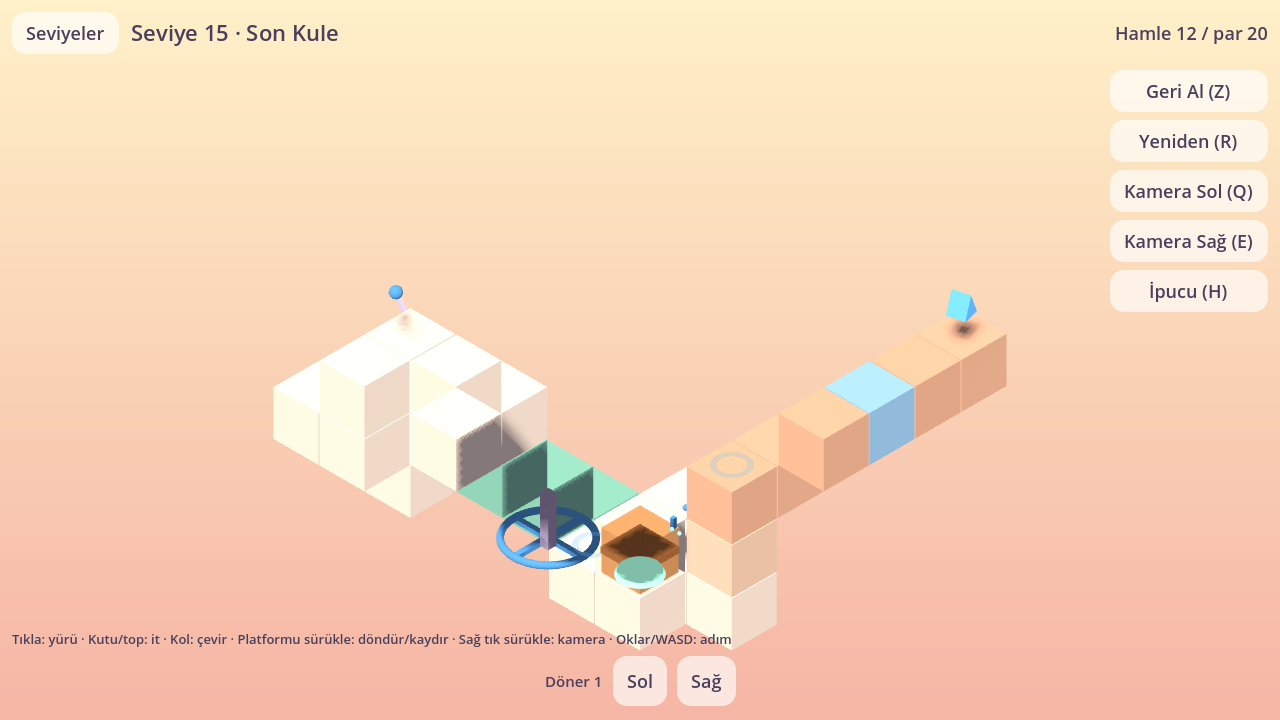 Seviyeler
Seviye 15 · Son Kule
Hamle 12 / par 20
Geri Al (Z)
Yeniden (R)
Kamera Sol (Q)
Kamera Sağ (E)
İpucu (H)
Tıkla: yürü · Kutu/top: it · Kol: çevir · Platformu sürükle: döndür/kaydır · Sağ tık sürükle: kamera · Oklar/WASD: adım
Döner 1
Sol
Sağ